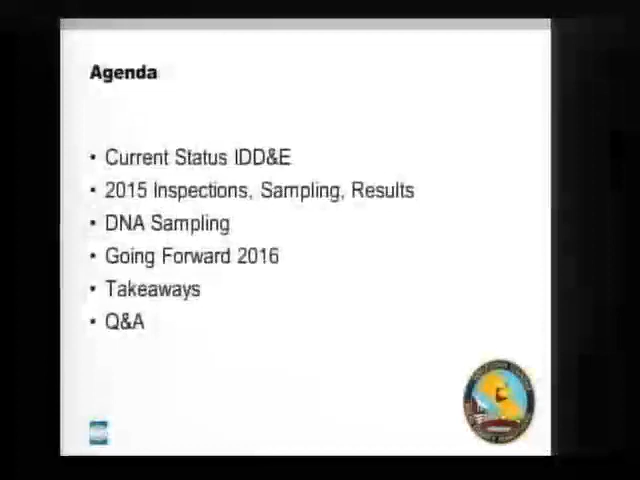 Agenda
• Current Status IDD&E
• 2015 Inspections, Sampling, Results
• DNA Sampling
• Going Forward 2016
• Takeaways
• Q&A